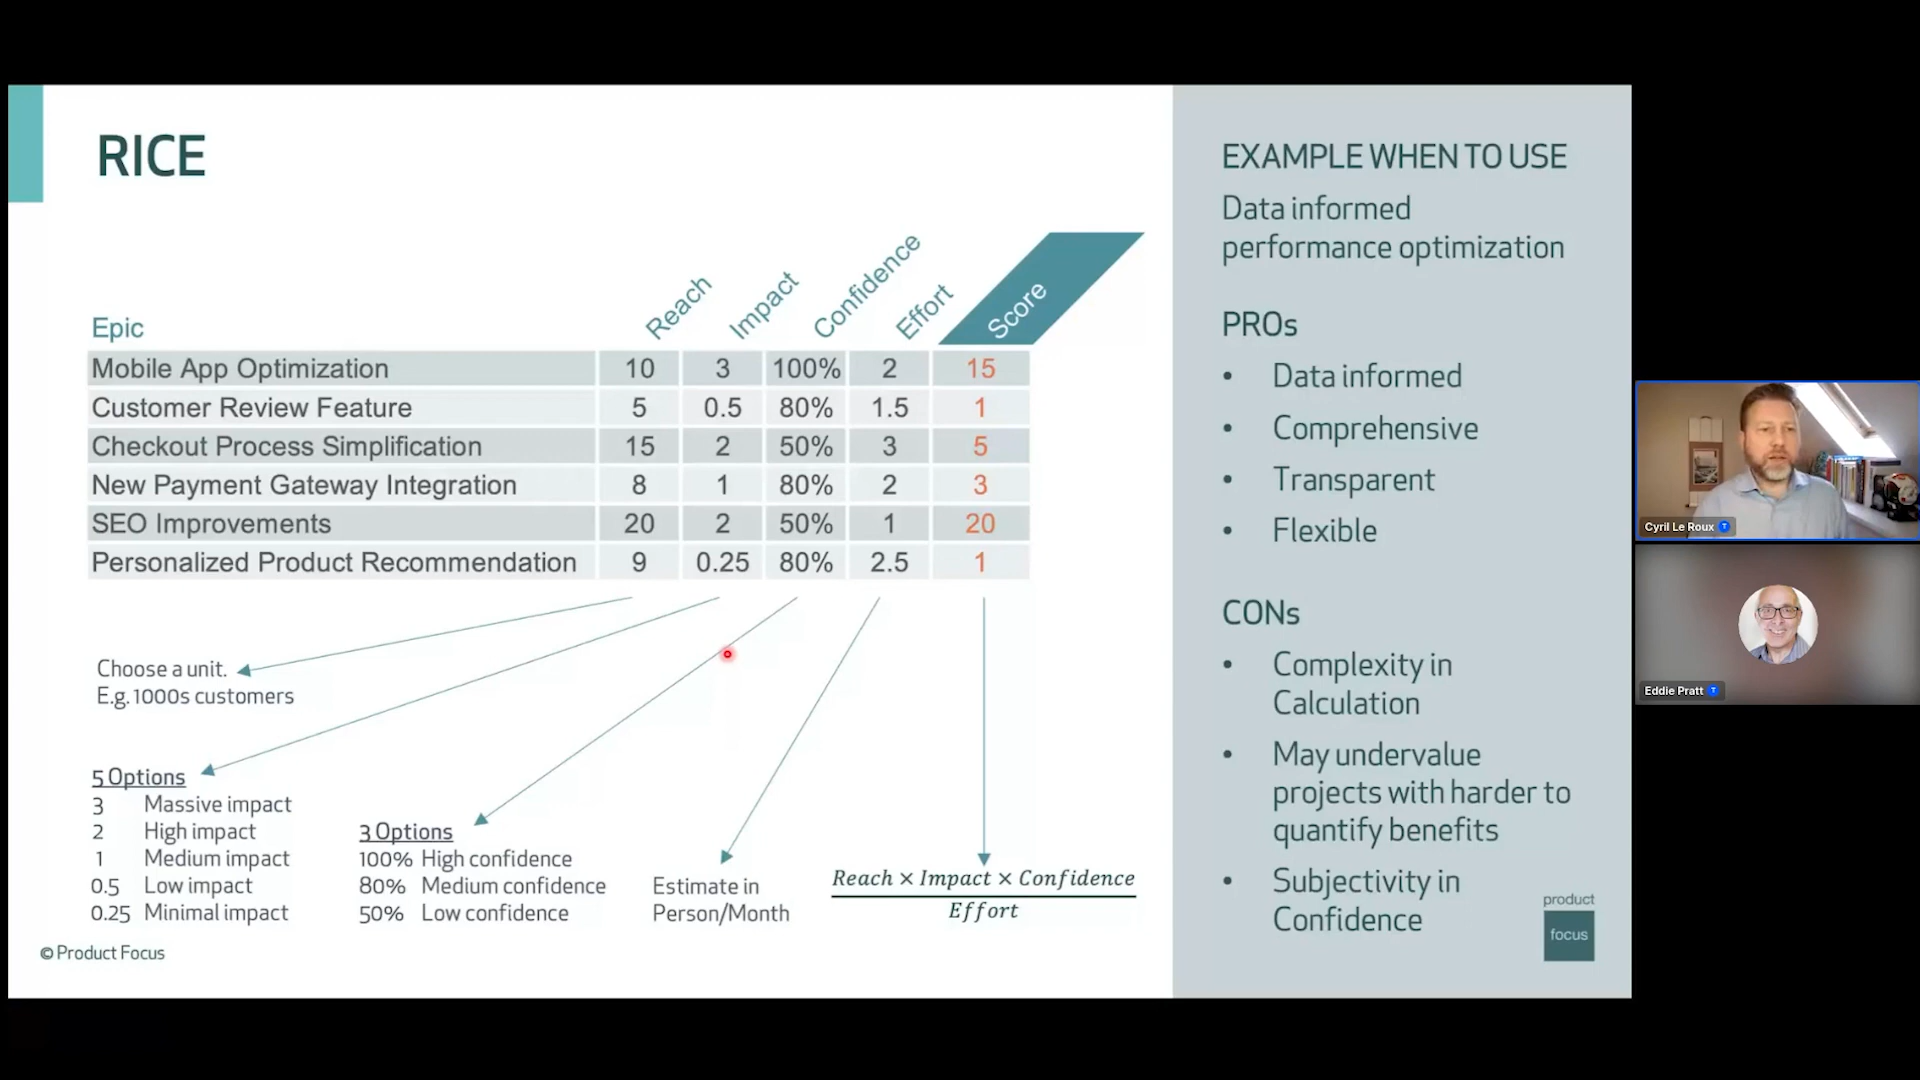 RICE
Epic Reach Impact Confidence Effort Score
Mobile App Optimization 10 3 100% 2 15
Customer Review Feature 5 0.5 80% 1.5 1
Checkout Process Simplification 15 2 50% 3 5
New Payment Gateway Integration 8 1 80% 2 3
SEO Improvements 20 2 50% 1 20
Personalized Product Recommendation 9 0.25 80% 2.5 1
Choose a unit.
E.g. 1000s customers
5 Options
3 Massive impact
2 High impact
1 Medium impact
0.5 Low impact
0.25 Minimal impact
3 Options
100% High confidence
80% Medium confidence
50% Low confidence
Estimate in
Person/Month
Reach × Impact × Confidence
Effort
© Product Focus
EXAMPLE WHEN TO USE
Data informed
performance optimization
PROs
• Data informed
• Comprehensive
• Transparent
• Flexible
CONs
• Complexity in
Calculation
• May undervalue
projects with harder to
quantify benefits
• Subjectivity in
Confidence
product
focus
Cyril Le Roux T
Eddie Pratt T